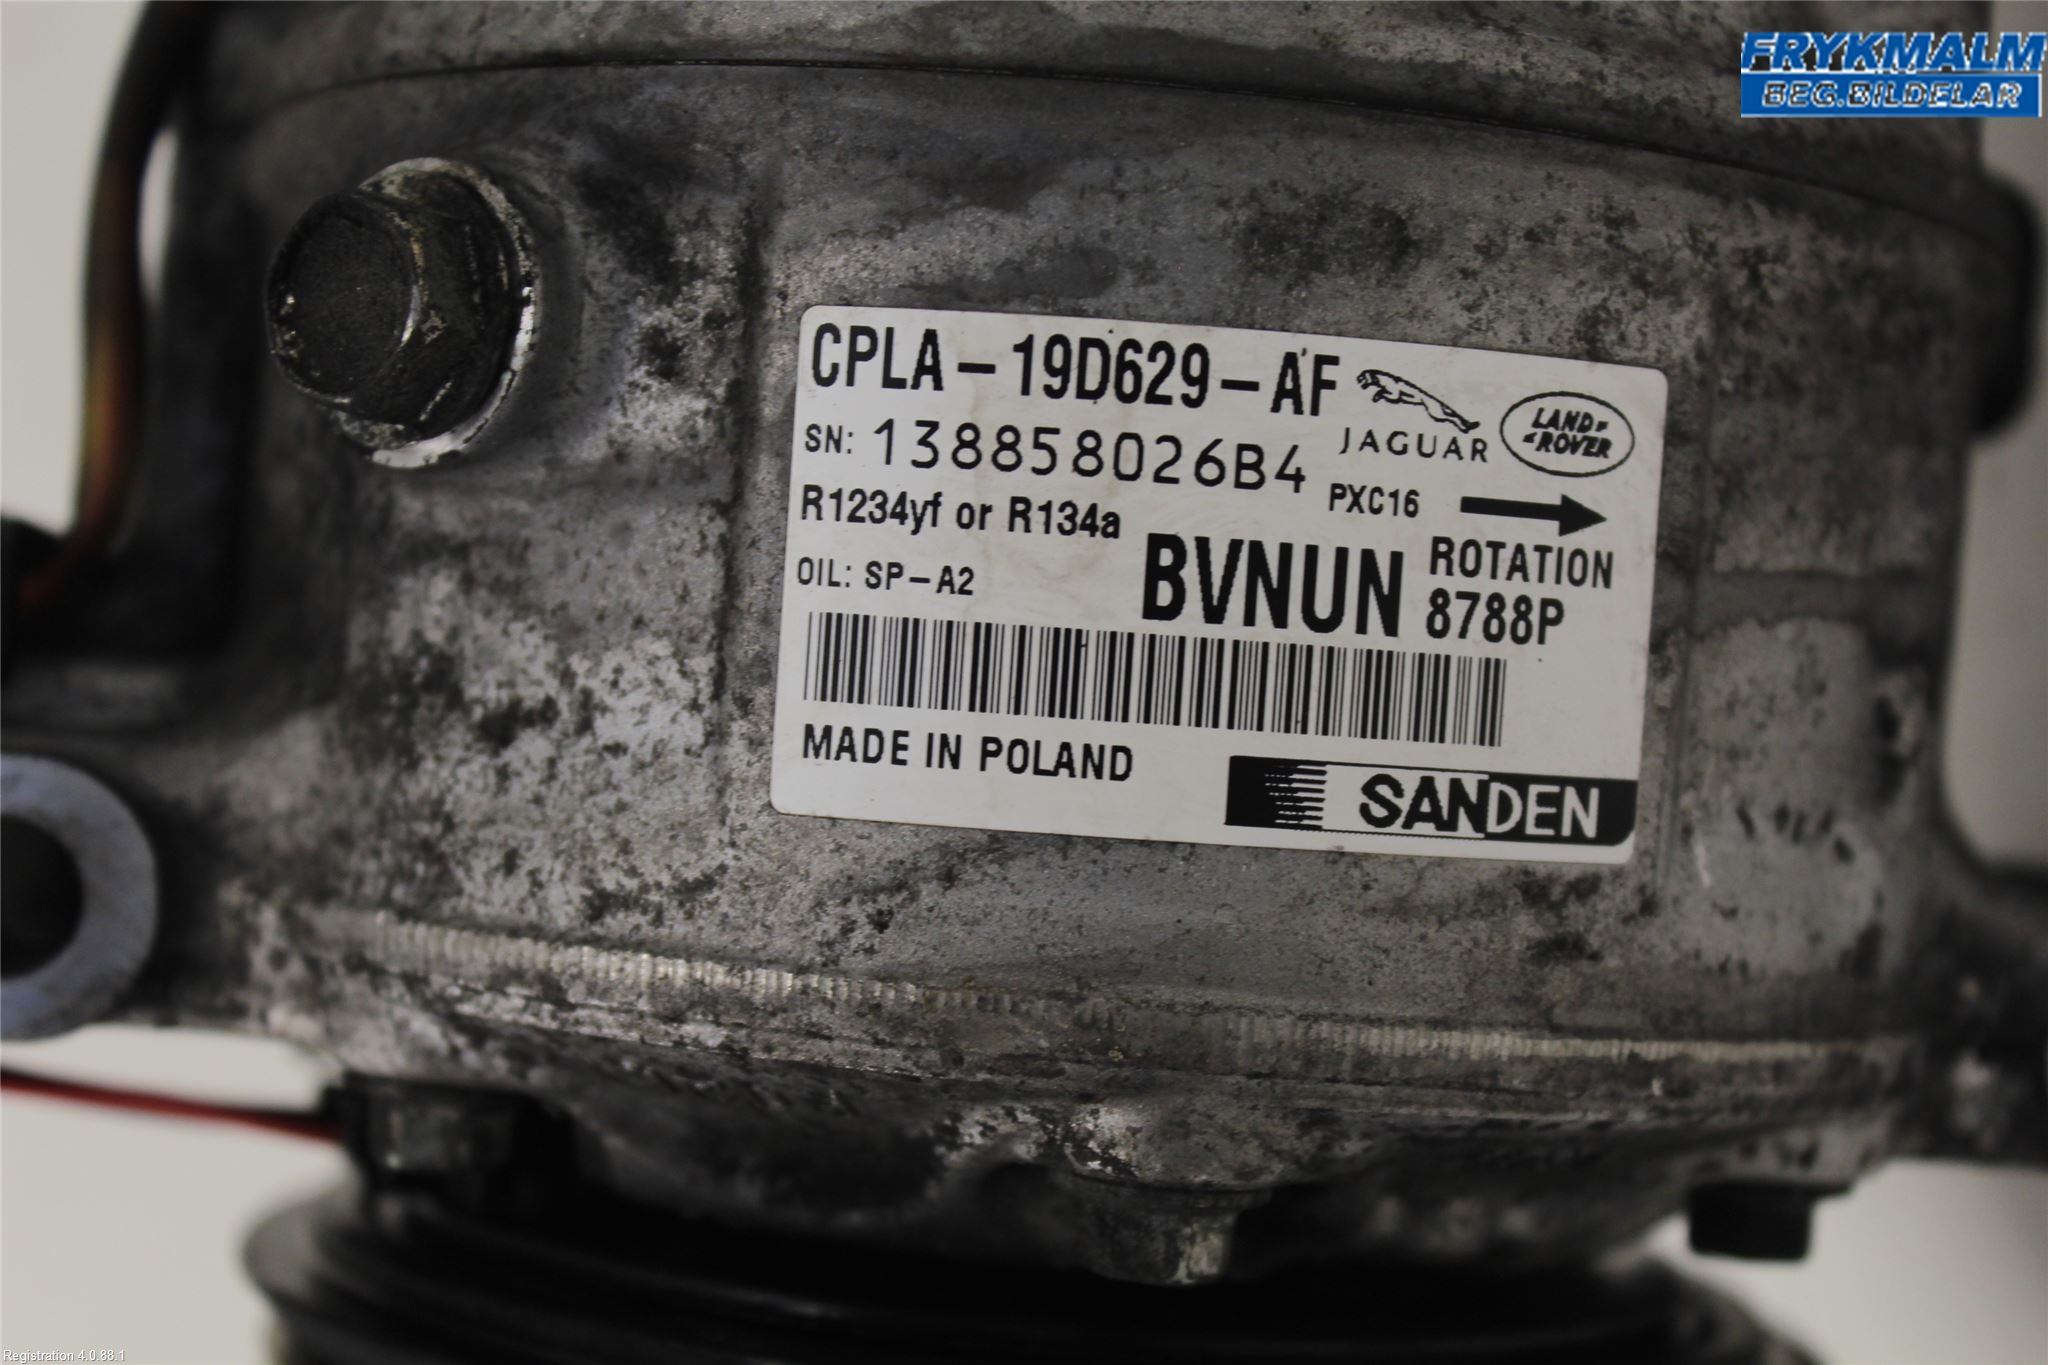 FRYKMALM
BEG.BILDELAR
CPLA-19D629-AF
JAGUAR
LAND-
-ROVER
SN: 138858026B4
PXC16
R1234yf or R134a
ROTATION
OIL: SP-A2
BVNUN
8788P
MADE IN POLAND
SANDEN
Registration 4.0.88.1